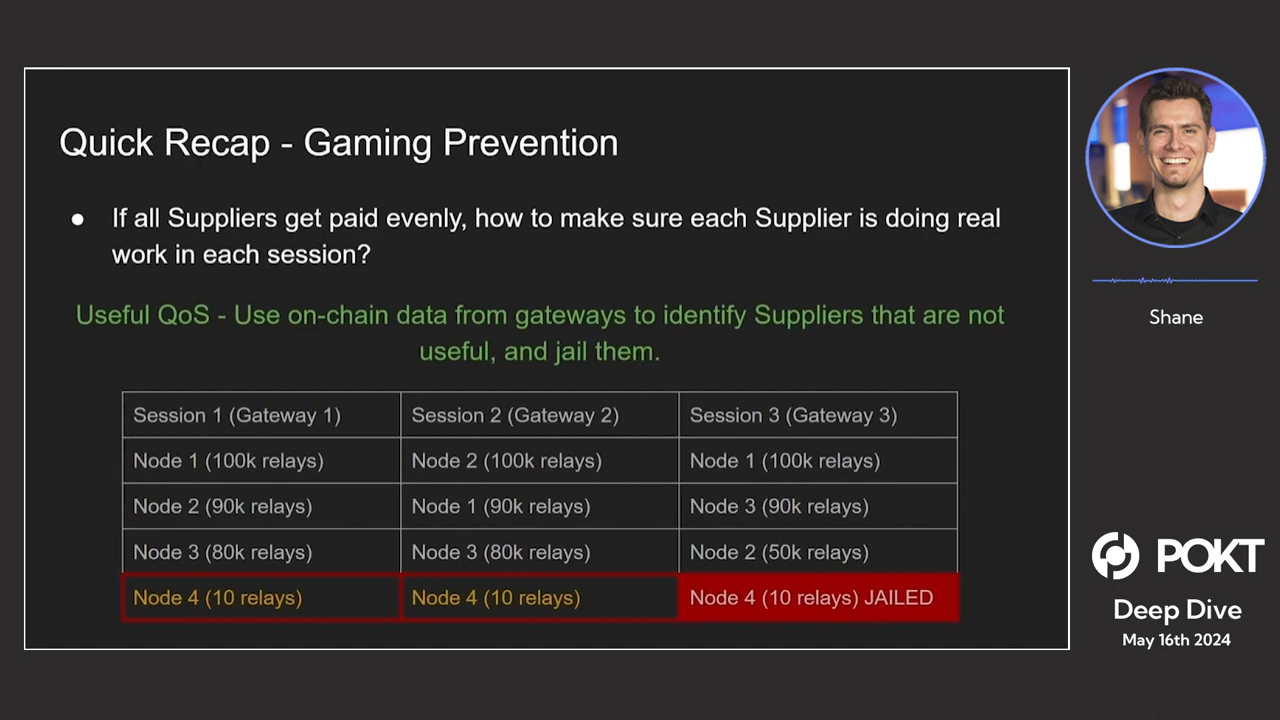 Quick Recap - Gaming Prevention
● If all Suppliers get paid evenly, how to make sure each Supplier is doing real
work in each session?
Useful QoS - Use on-chain data from gateways to identify Suppliers that are not
useful, and jail them.
Session 1 (Gateway 1) Session 2 (Gateway 2) Session 3 (Gateway 3)
Node 1 (100k relays) Node 2 (100k relays) Node 1 (100k relays)
Node 2 (90k relays) Node 1 (90k relays) Node 3 (90k relays)
Node 3 (80k relays) Node 3 (80k relays) Node 2 (50k relays)
Node 4 (10 relays) Node 4 (10 relays) Node 4 (10 relays) JAILED
Shane
POKT
Deep Dive
May 16th 2024